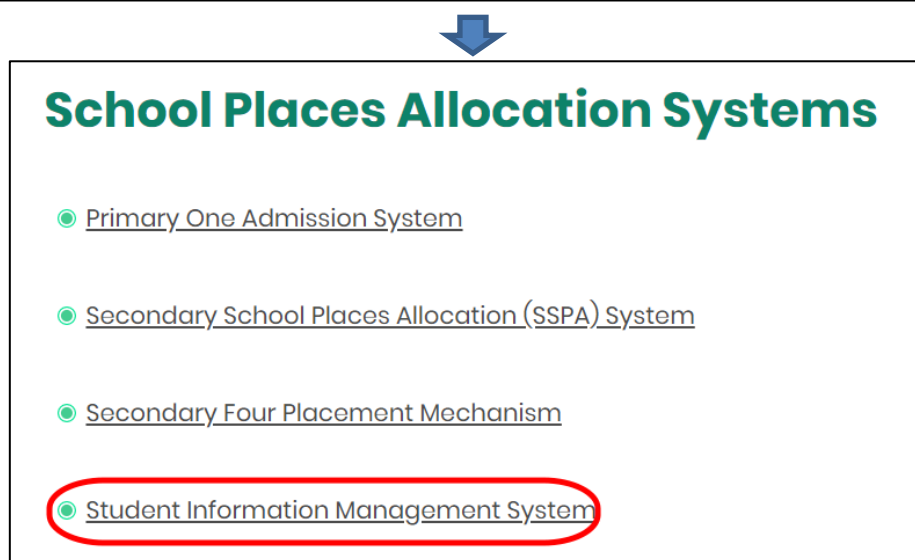 School Places Allocation Systems
Primary One Admission System
Secondary School Places Allocation (SSPA) System
Secondary Four Placement Mechanism
Student Information Management System